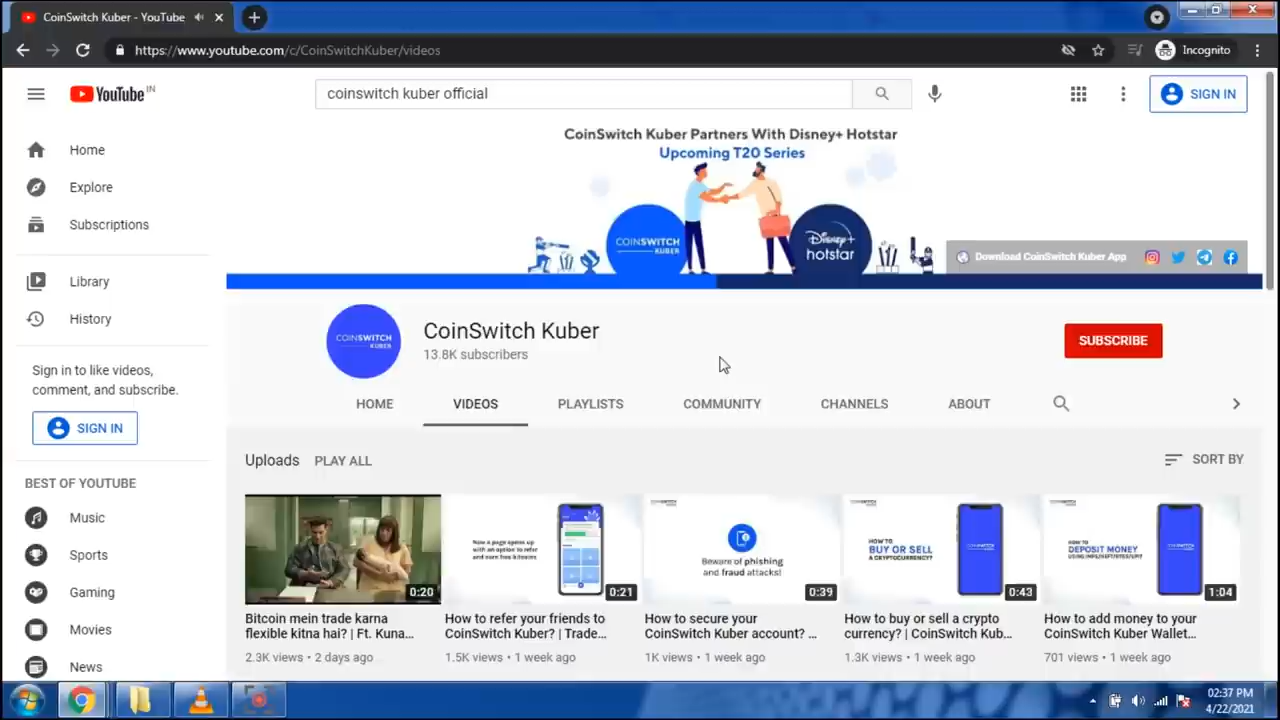 CoinSwitch Kuber - YouTube
https://www.youtube.com/c/CoinSwitchKuber/videos
Incognito
YouTube IN
coinswitch kuber official
SIGN IN
Home
Explore
Subscriptions
Library
History
Sign in to like videos,
comment, and subscribe.
SIGN IN
BEST OF YOUTUBE
Music
Sports
Gaming
Movies
News
CoinSwitch Kuber Partners With Disney+ Hotstar
Upcoming T20 Series
COINSWITCH
KUBER
Disney+
hotstar
Download CoinSwitch Kuber App
COINSWITCH
KUBER
CoinSwitch Kuber
13.8K subscribers
SUBSCRIBE
HOME
VIDEOS
PLAYLISTS
COMMUNITY
CHANNELS
ABOUT
Uploads
PLAY ALL
SORT BY
0:20
Bitcoin mein trade karna
flexible kitna hai? | Ft. Kuna...
2.3K views • 2 days ago
Now a page opens up
with an option to refer
and earn free bitcoins
0:21
How to refer your friends to
CoinSwitch Kuber? | Trade...
1.5K views • 1 week ago
Beware of phishing
and fraud attacks!
0:39
How to secure your
CoinSwitch Kuber account? ...
1K views • 1 week ago
HOW TO
BUY OR SELL
A CRYPTOCURRENCY?
0:43
How to buy or sell a crypto
currency? | CoinSwitch Kub...
1.3K views • 1 week ago
HOW TO
DEPOSIT MONEY
1:04
How to add money to your
CoinSwitch Kuber Wallet...
701 views • 1 week ago
02:37 PM
4/22/2021